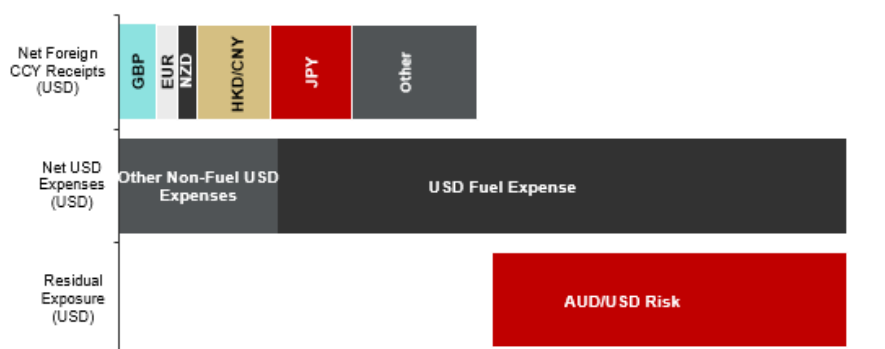 Net Foreign
CCY Receipts
(USD)
GBP
EUR
NZD
HKD/CNY
JPY
Other
Net USD
Expenses
(USD)
Other Non-Fuel USD
Expenses
USD Fuel Expense
Residual
Exposure
(USD)
AUD/USD Risk